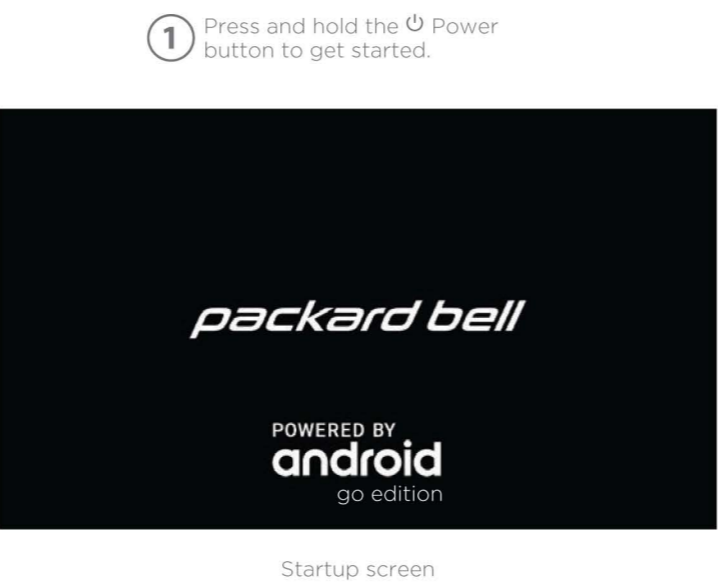 1
Press and hold the ⏻ Power
button to get started.
packard bell
POWERED BY
android
go edition
Startup screen